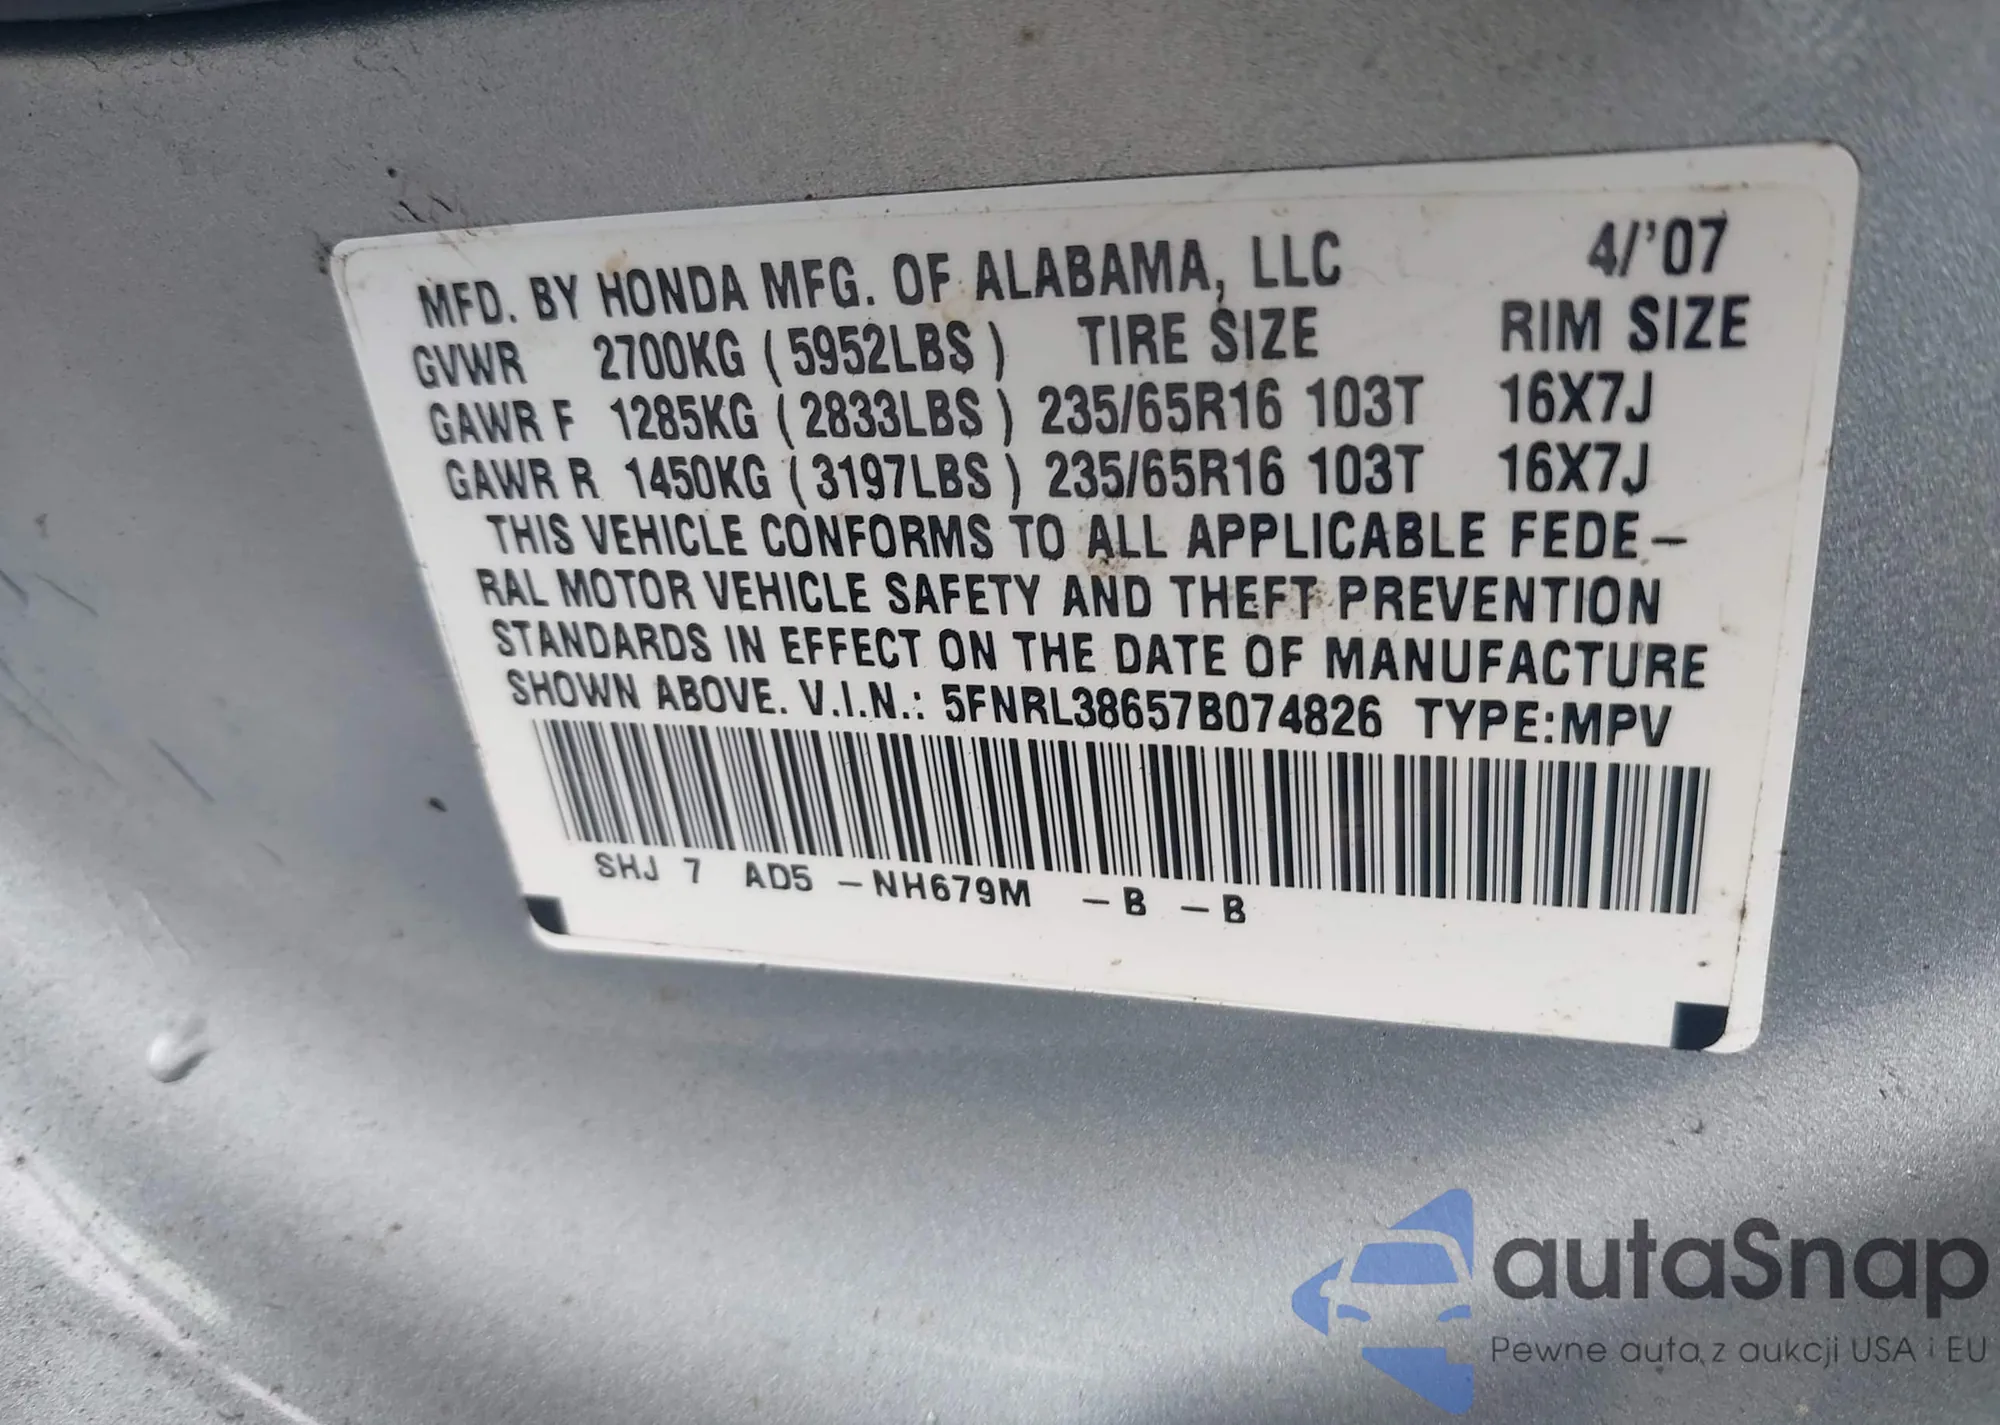 MFD. BY HONDA MFG. OF ALABAMA, LLC 4/'07
GVWR 2700KG (5952LBS) TIRE SIZE RIM SIZE
GAWR F 1285KG (2833LBS) 235/65R16 103T 16X7J
GAWR R 1450KG (3197LBS) 235/65R16 103T 16X7J
THIS VEHICLE CONFORMS TO ALL APPLICABLE FEDE-
RAL MOTOR VEHICLE SAFETY AND THEFT PREVENTION
STANDARDS IN EFFECT ON THE DATE OF MANUFACTURE
SHOWN ABOVE. V.I.N.: 5FNRL38657B074826 TYPE:MPV
SHJ 7 AD5 -NH679M -B -B
autaSnap
Pewne auta z aukcji USA i EU